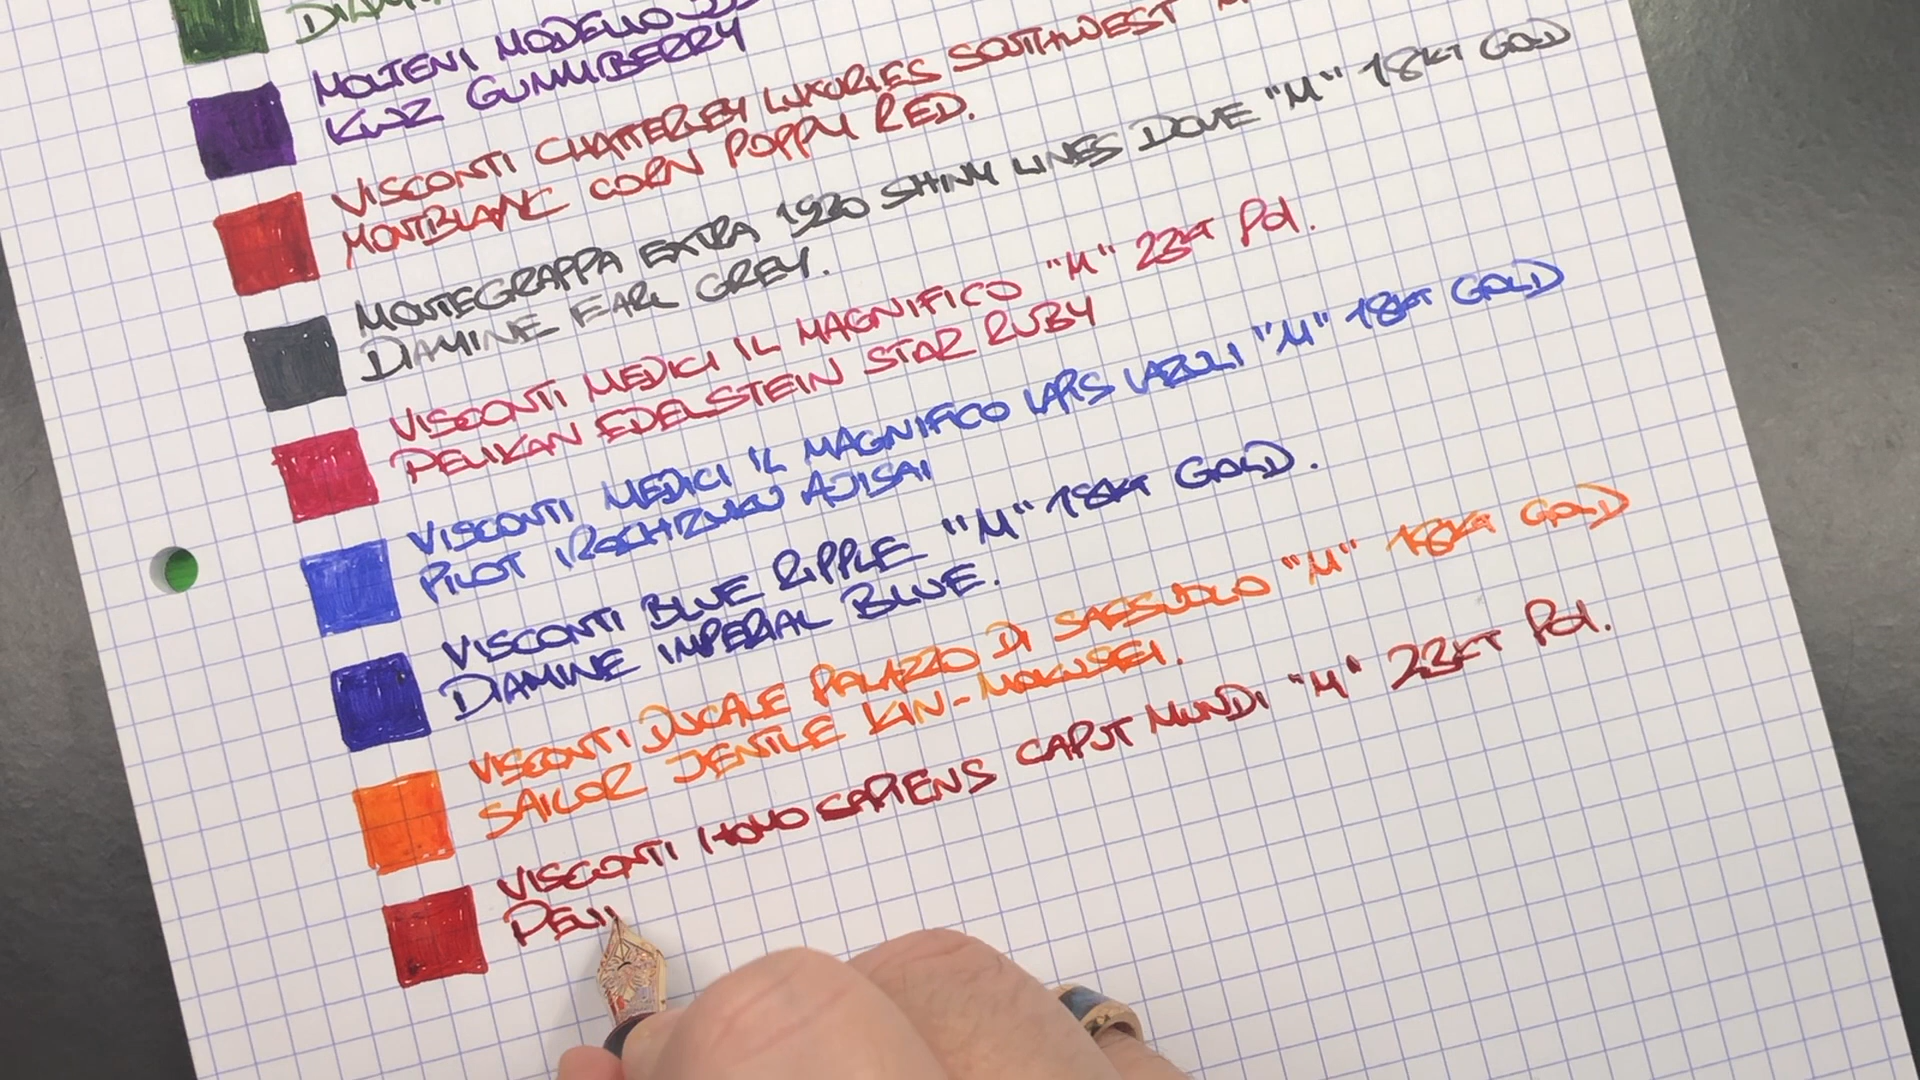 DIAMI
MOLTENI MODELLO 55
KWZ GUMMIBERRY
VISCONTI CHATTERLEY LUXURIES SOUTHWEST
MONTBLANC CORN POPPY RED.
MONTEGRAPPA EXTRA 1930 SHINY LINES DOVE "M" 18KT GOLD
DIAMINE EARL GREY.
VISCONTI MEDICI IL MAGNIFICO "M" 23KT Pd.
PELIKAN EDELSTEIN STAR RUBY
VISCONTI MEDICI IL MAGNIFICO LAPIS LAZULI "M" 18KT GOLD
PILOT IROSHIZUKU AJISAI
VISCONTI BLUE RIPPLE "M" 18KT GOLD.
DIAMINE IMPERIAL BLUE.
VISCONTI DUCALE PALAZZO DI SASSUOLO "M" 18KT GOLD
SAILOR JENTLE KIN-MOKUSEI.
VISCONTI HOMO SAPIENS CAPUT MUNDI "M" 23KT Pd.
PELI